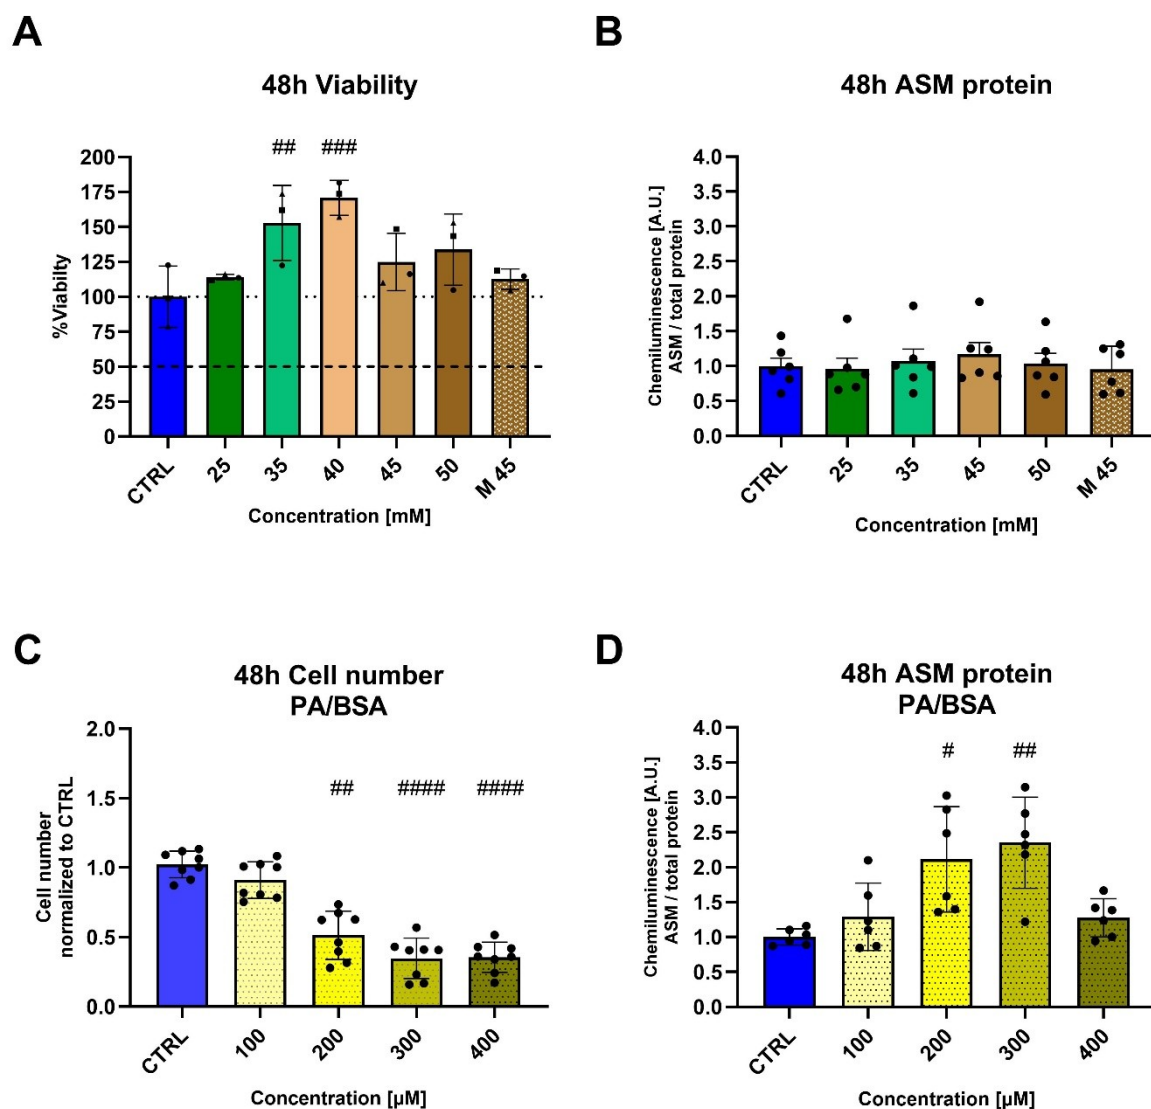 A
48h Viability
## ###
%Viability
200
175
150
125
100
75
50
25
0
CTRL 25 35 40 45 50 M 45
Concentration [mM]
B
48h ASM protein
Chemiluminescence [A.U.]
ASM / total protein
4.0
3.5
3.0
2.5
2.0
1.5
1.0
0.5
0.0
CTRL 25 35 45 50 M 45
Concentration [mM]
C
48h Cell number
PA/BSA
## #### ####
Cell number
normalized to CTRL
2.0
1.5
1.0
0.5
0.0
CTRL 100 200 300 400
Concentration [µM]
D
48h ASM protein
PA/BSA
# ##
Chemiluminescence [A.U.]
ASM / total protein
4.0
3.5
3.0
2.5
2.0
1.5
1.0
0.5
0.0
CTRL 100 200 300 400
Concentration [µM]